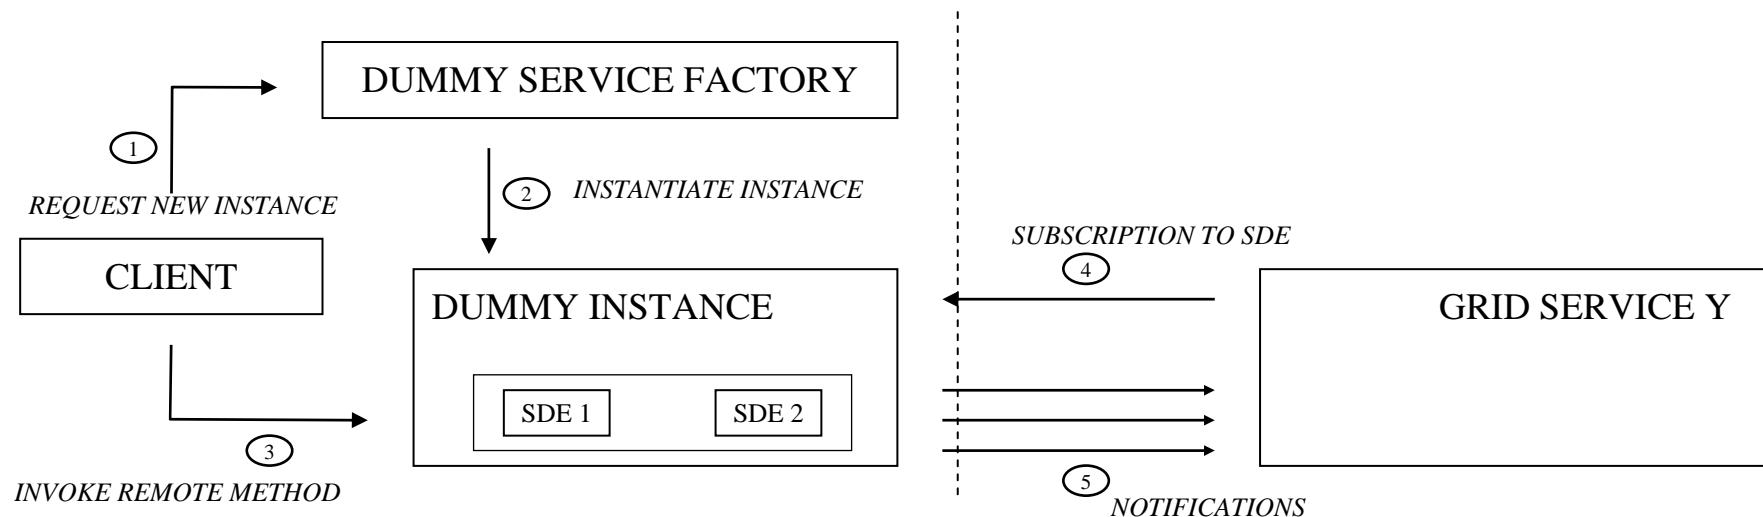 DUMMY SERVICE FACTORY
1
REQUEST NEW INSTANCE
2
INSTANTIATE INSTANCE
CLIENT
SUBSCRIPTION TO SDE
4
DUMMY INSTANCE
GRID SERVICE Y
SDE 1
SDE 2
3
INVOKE REMOTE METHOD
5
NOTIFICATIONS